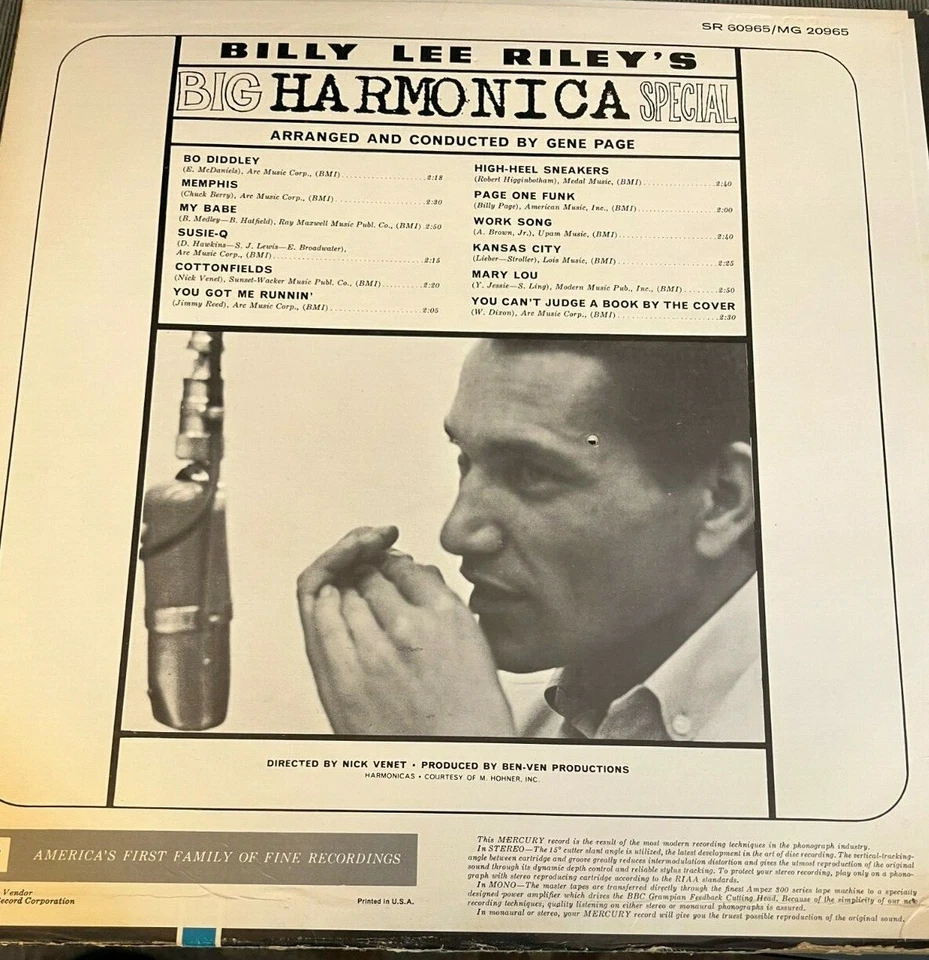 SR 60965/MG 20965
BILLY LEE RILEY'S
BIG HARMONICA SPECIAL
ARRANGED AND CONDUCTED BY GENE PAGE
BO DIDDLEY
(E. McDaniels), Arc Music Corp., (BMI)....................2:18
MEMPHIS
(Chuck Berry), Arc Music Corp., (BMI)....................2:30
MY BABE
(B. Medley—B. Hatfield), Ray Maxwell Music Publ. Co., (BMI) 2:50
SUSIE-Q
(D. Hawkins—S. J. Lewis—E. Broadwater),
Arc Music Corp., (BMI)....................2:15
COTTONFIELDS
(Nick Venet), Sunset-Wacker Music Publ. Co., (BMI)..........2:20
YOU GOT ME RUNNIN'
(Jimmy Reed), Arc Music Corp., (BMI)....................2:05
HIGH-HEEL SNEAKERS
(Robert Higginbotham), Medal Music, (BMI)....................2:40
PAGE ONE FUNK
(Billy Page), American Music, Inc., (BMI)....................2:00
WORK SONG
(A. Brown, Jr.), Upam Music, (BMI)....................2:40
KANSAS CITY
(Lieber—Stroller), Lois Music, (BMI)....................2:25
MARY LOU
(Y. Jessie—S. Ling), Modern Music Pub., Inc., (BMI)..........2:50
YOU CAN'T JUDGE A BOOK BY THE COVER
(W. Dixon), Arc Music Corp., (BMI)....................2:30
DIRECTED BY NICK VENET • PRODUCED BY BEN-VEN PRODUCTIONS
HARMONICAS • COURTESY OF M. HOHNER, INC.
AMERICA'S FIRST FAMILY OF FINE RECORDINGS
Vendor
Record Corporation
Printed in U.S.A.
This MERCURY record is the result of the most modern recording techniques in the phonograph industry.
In STEREO—The 15° cutter slant angle is utilized, the latest development in the art of disc recording. The vertical-tracking-
angle between cartridge and groove greatly reduces intermodulation distortion and gives the utmost reproduction of the original
sound through its dynamic depth control and reliable stylus tracking. To protect your stereo recording, play only on a phono-
graph with stereo reproducing cartridge according to the RIAA standards.
In MONO—The master tapes are transferred directly through the finest Ampex 300 series tape machine to a specially
designed power amplifier which drives the BBC Grampian Feedback Cutting Head. Because of the simplicity of our new
recording techniques, quality listening on either stereo or monaural phonographs is assured.
In monaural or stereo, your MERCURY record will give you the truest possible reproduction of the original sound.